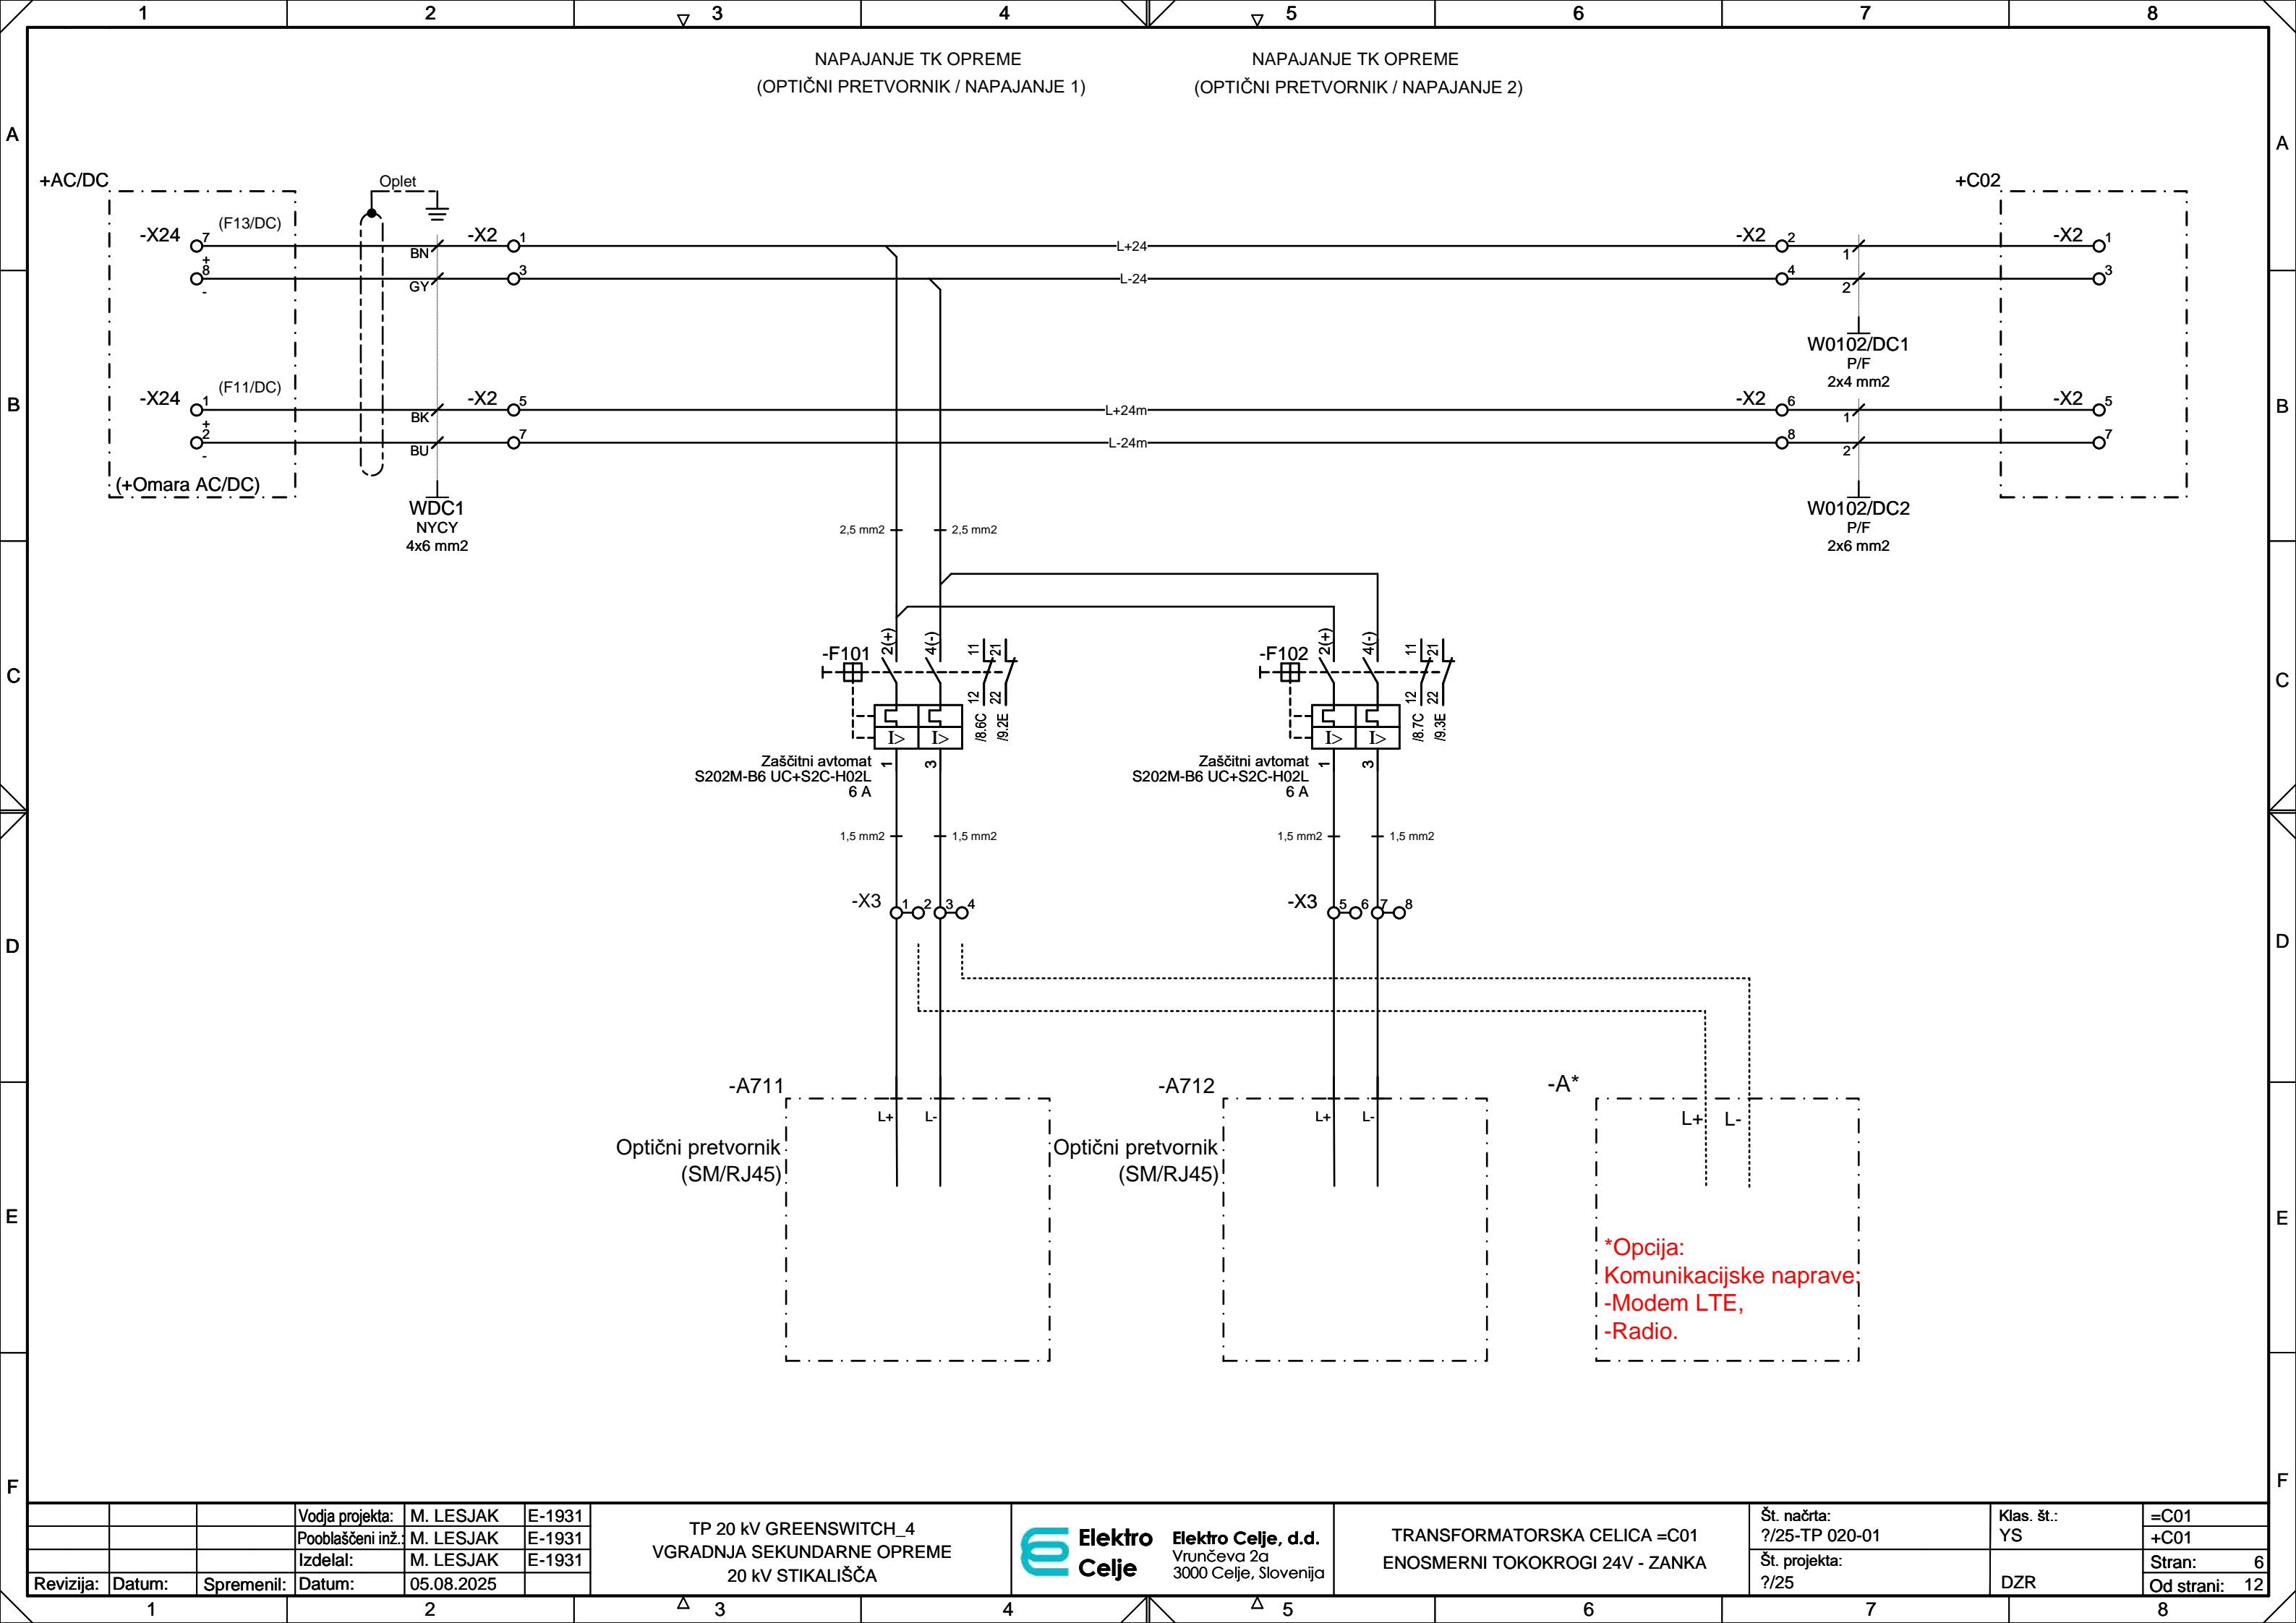 1 2 3 4 5 6 7 8
NAPAJANJE TK OPREME
(OPTIČNI PRETVORNIK / NAPAJANJE 1)
NAPAJANJE TK OPREME
(OPTIČNI PRETVORNIK / NAPAJANJE 2)
A A
+AC/DC
Oplet
+C02
-X24 7 (F13/DC)
BN
-X2 1
L+24
-X2 2
1
-X2 1
+
8
-
GY
3
L-24
4
2
3
W0102/DC1
P/F
2x4 mm2
B B
-X24 1 (F11/DC)
BK
-X2 5
L+24m
-X2 6
1
-X2 5
+
2
-
BU
7
L-24m
8
2
7
(+Omara AC/DC)
WDC1
NYCY
4x6 mm2
W0102/DC2
P/F
2x6 mm2
2,5 mm2 2,5 mm2
C C
-F101
2(+) 4(-) 11 21
12 22
/8.6C /9.2E
I> I>
1 3
Zaščitni avtomat
S202M-B6 UC+S2C-H02L
6 A
-F102
2(+) 4(-) 11 21
12 22
/8.7C /9.3E
I> I>
1 3
Zaščitni avtomat
S202M-B6 UC+S2C-H02L
6 A
1,5 mm2 1,5 mm2
1,5 mm2 1,5 mm2
-X3 1 2 3 4
-X3 5 6 7 8
D D
-A711
L+ L-
Optični pretvornik
(SM/RJ45)
-A712
L+ L-
Optični pretvornik
(SM/RJ45)
-A*
L+ L-
E E
*Opcija:
Komunikacijske naprave:
-Modem LTE,
-Radio.
F F
Vodja projekta: M. LESJAK E-1931
Pooblaščeni inž.: M. LESJAK E-1931
Izdelal: M. LESJAK E-1931
Revizija: Datum: Spremenil: Datum: 05.08.2025
TP 20 kV GREENSWITCH_4
VGRADNJA SEKUNDARNE OPREME
20 kV STIKALIŠČA
Elektro
Celje
Elektro Celje, d.d.
Vrunčeva 2a
3000 Celje, Slovenija
TRANSFORMATORSKA CELICA =C01
ENOSMERNI TOKOKROGI 24V - ZANKA
Št. načrta:
?/25-TP 020-01
Št. projekta:
?/25
Klas. št.:
YS
DZR
=C01
+C01
Stran: 6
Od strani: 12
1 2 3 4 5 6 7 8